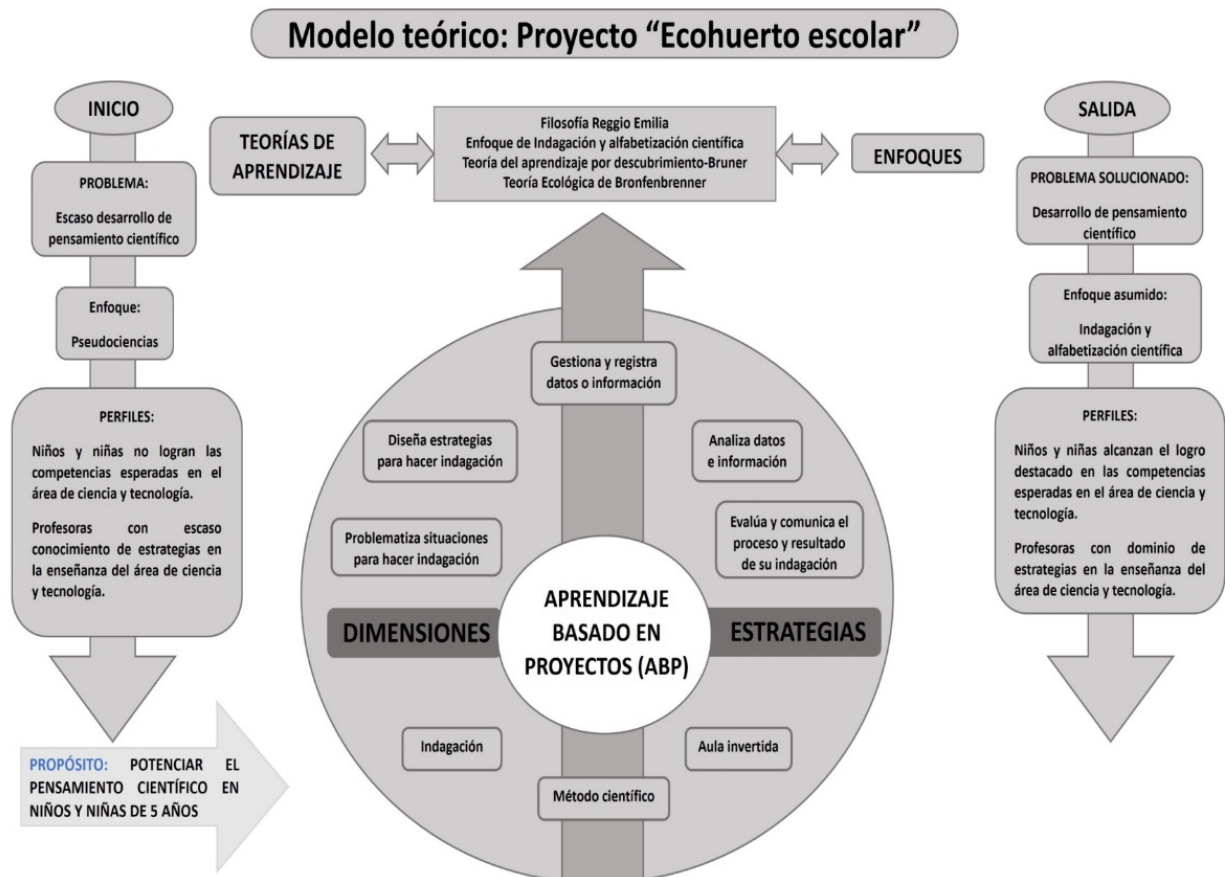 Modelo teórico: Proyecto “Ecohuerto escolar”
INICIO
PROBLEMA:
Escaso desarrollo de
pensamiento científico
Enfoque:
Pseudociencias
PERFILES:
Niños y niñas no logran las
competencias esperadas en el
área de ciencia y tecnología.
Profesoras con escaso
conocimiento de estrategias en
la enseñanza del área de ciencia
y tecnología.
PROPÓSITO: POTENCIAR EL
PENSAMIENTO CIENTÍFICO EN
NIÑOS Y NIÑAS DE 5 AÑOS
TEORÍAS DE
APRENDIZAJE
Filosofía Reggio Emilia
Enfoque de Indagación y alfabetización científica
Teoría del aprendizaje por descubrimiento-Bruner
Teoría Ecológica de Bronfenbrenner
ENFOQUES
Gestiona y registra
datos o información
Diseña estrategias
para hacer indagación
Analiza datos
e información
Problematiza situaciones
para hacer indagación
Evalúa y comunica el
proceso y resultado
de su indagación
DIMENSIONES
APRENDIZAJE
BASADO EN
PROYECTOS (ABP)
ESTRATEGIAS
Indagación
Aula invertida
Método científico
SALIDA
PROBLEMA SOLUCIONADO:
Desarrollo de pensamiento
científico
Enfoque asumido:
Indagación y
alfabetización científica
PERFILES:
Niños y niñas alcanzan el logro
destacado en las competencias
esperadas en el área de ciencia y
tecnología.
Profesoras con dominio de
estrategias en la enseñanza del
área de ciencia y tecnología.